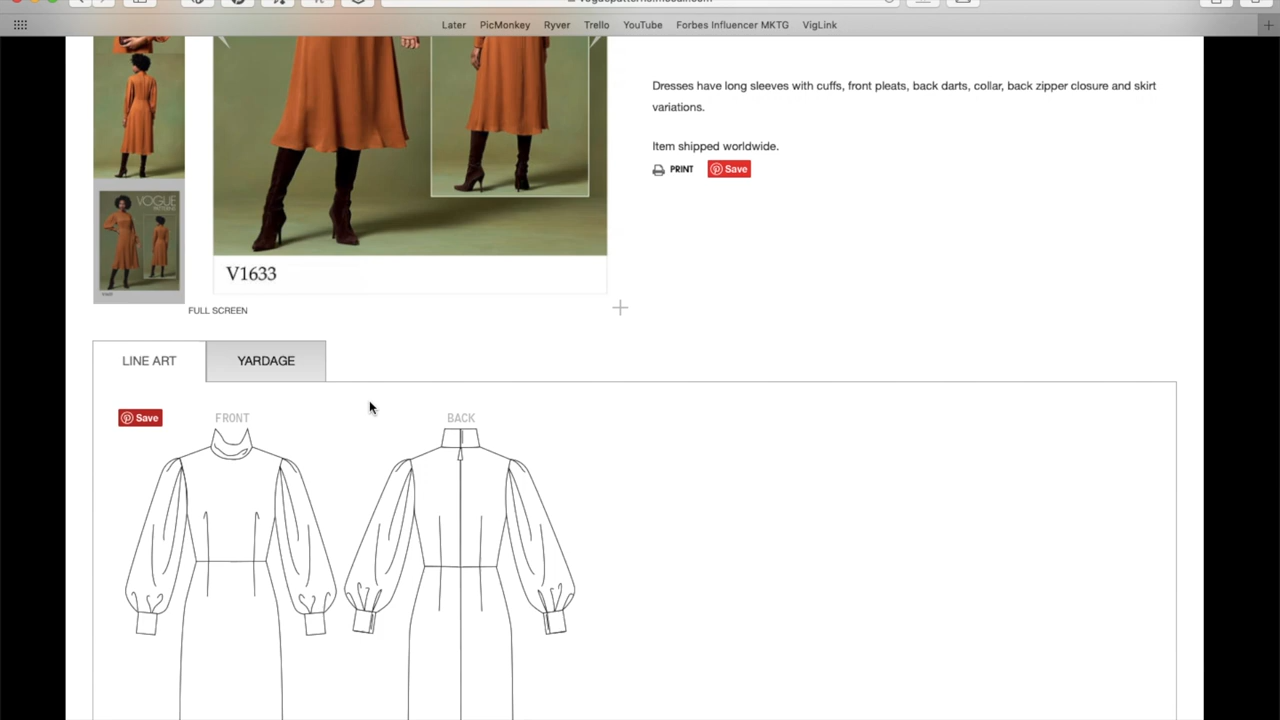 Later PicMonkey Ryver Trello YouTube Forbes Influencer MKTG VigLink
Dresses have long sleeves with cuffs, front pleats, back darts, collar, back zipper closure and skirt
variations.
Item shipped worldwide.
PRINT Save
VOGUE
V1633
FULL SCREEN
LINE ART YARDAGE
Save FRONT BACK